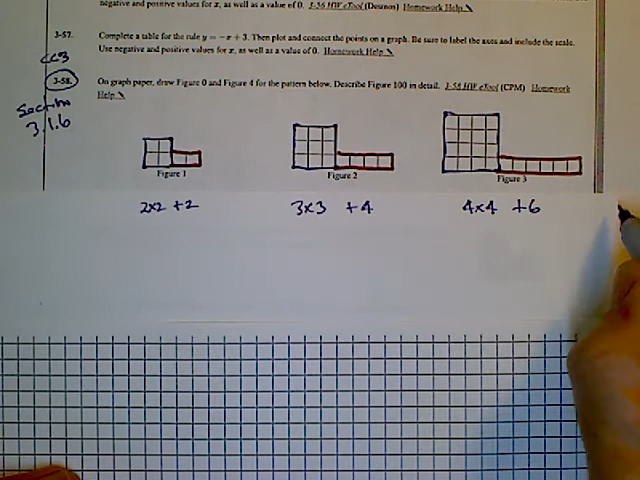 negative and positive values for x, as well as a value of 0. 3-56 HW eTool (Desmos) Homework Help ✎
3-57. Complete a table for the rule y = −x + 3. Then plot and connect the points on a graph. Be sure to label the axes and include the scale.
Use negative and positive values for x, as well as a value of 0. Homework Help ✎
CC3
3-58. On graph paper, draw Figure 0 and Figure 4 for the pattern below. Describe Figure 100 in detail. 3-58 HW eTool (CPM) Homework
Help ✎
Section
3.1.6
Figure 1 Figure 2 Figure 3
2x2 +2 3x3 +4 4x4 +6